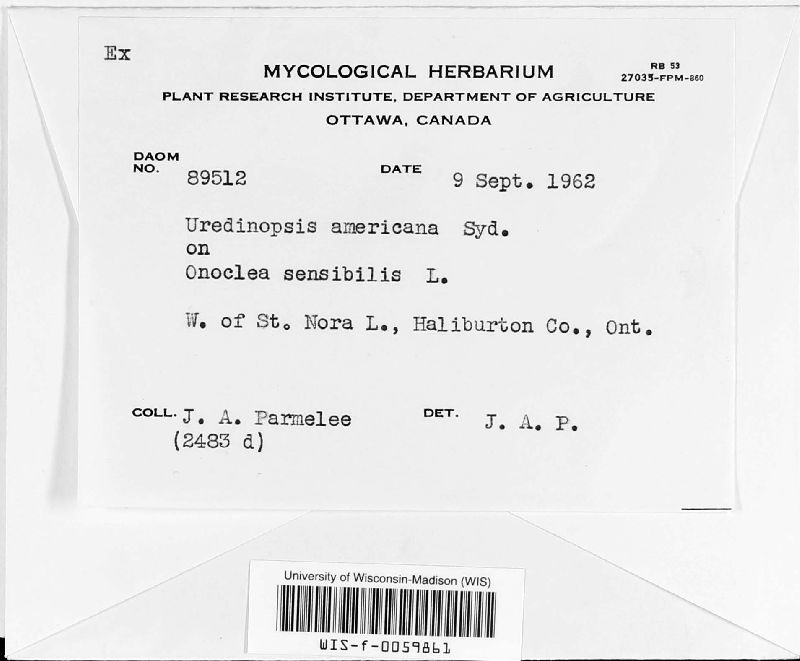 Ex
MYCOLOGICAL HERBARIUM
RB 53
27035-FPM-860
PLANT RESEARCH INSTITUTE, DEPARTMENT OF AGRICULTURE
OTTAWA, CANADA
DAOM NO. 89512 DATE 9 Sept. 1962
Uredinopsis americana Syd.
on
Onoclea sensibilis L.
W. of St. Nora L., Haliburton Co., Ont.
COLL. J. A. Parmelee DET. J. A. P.
(2483 d)
University of Wisconsin-Madison (WIS)
WIS-f-0059861